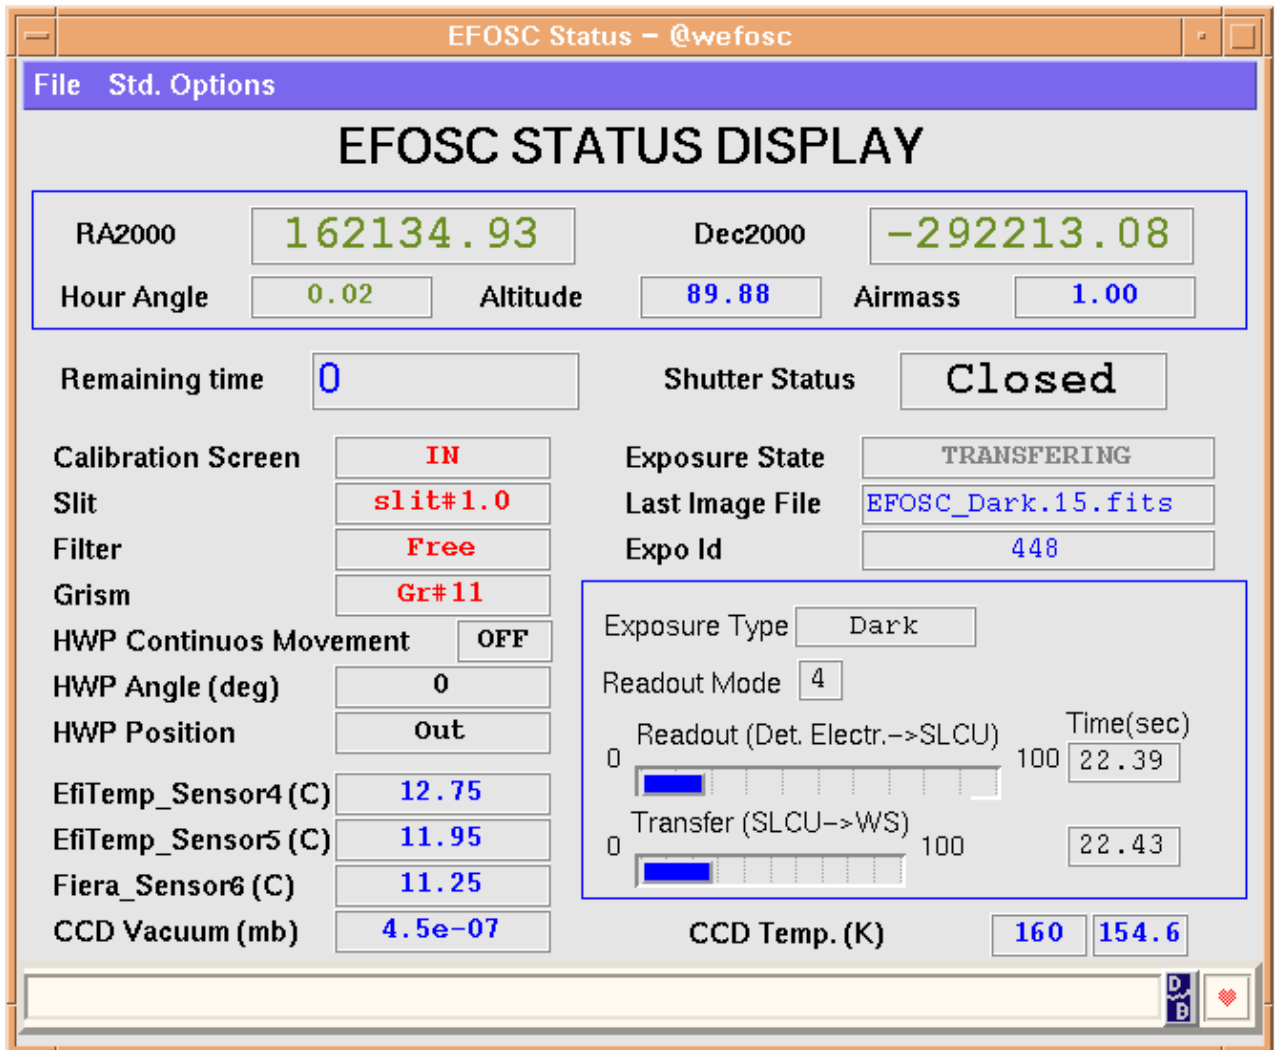 EFOSC Status - @wefosc
File Std. Options
EFOSC STATUS DISPLAY
RA2000 162134.93 Dec2000 -292213.08
Hour Angle 0.02 Altitude 89.88 Airmass 1.00
Remaining time 0 Shutter Status Closed
Calibration Screen IN Exposure State TRANSFERING
Slit slit#1.0 Last Image File EFOSC_Dark.15.fits
Filter Free Expo Id 448
Grism Gr#11
Exposure Type Dark
HWP Continuos Movement OFF
HWP Angle (deg) 0 Readout Mode 4
HWP Position Out Readout (Det. Electr.->SLCU) Time(sec)
0 100 22.39
EfiTemp_Sensor4 (C) 12.75
Transfer (SLCU->WS)
EfiTemp_Sensor5 (C) 11.95 0 100 22.43
Fiera_Sensor6 (C) 11.25
CCD Vacuum (mb) 4.5e-07 CCD Temp. (K) 160 154.6
D
B